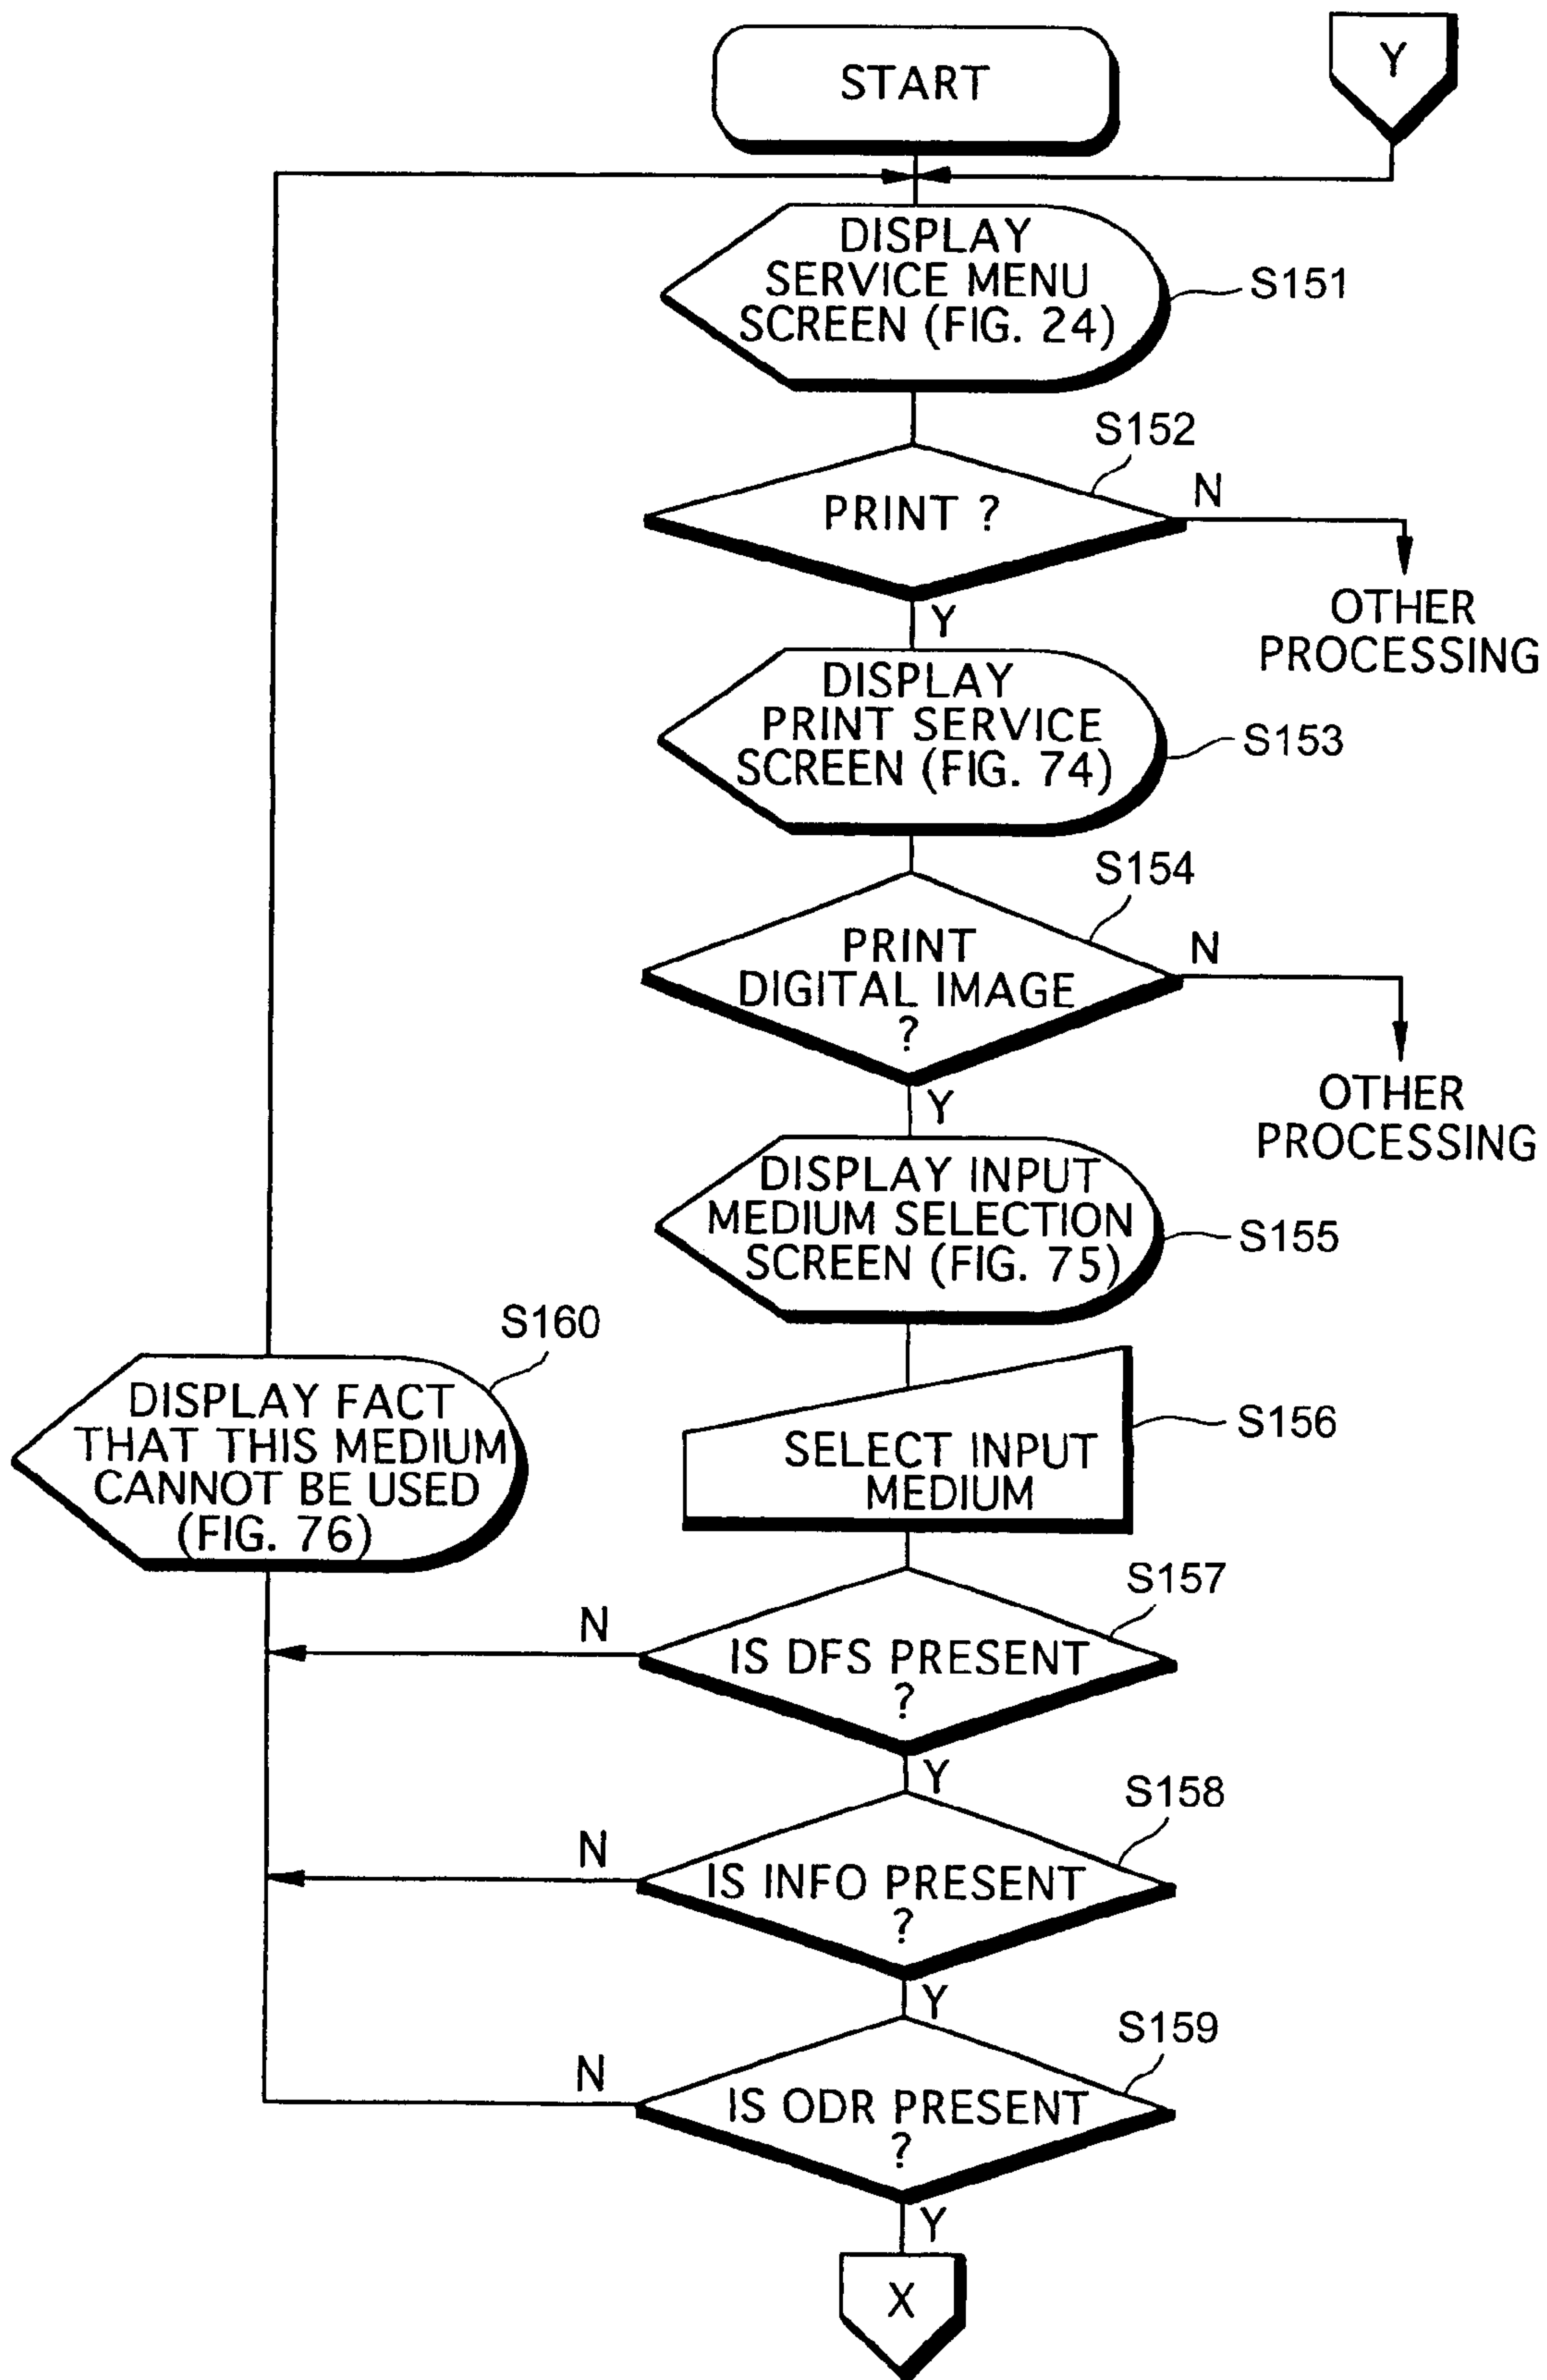 START
Y
DISPLAY
SERVICE MENU
SCREEN (FIG. 24)
S151
S152
PRINT ?
N
OTHER
PROCESSING
Y
DISPLAY
PRINT SERVICE
SCREEN (FIG. 74)
S153
S154
PRINT
DIGITAL IMAGE
?
N
OTHER
PROCESSING
Y
DISPLAY INPUT
MEDIUM SELECTION
SCREEN (FIG. 75)
S155
S160
DISPLAY FACT
THAT THIS MEDIUM
CANNOT BE USED
(FIG. 76)
SELECT INPUT
MEDIUM
S156
S157
N
IS DFS PRESENT
?
Y
S158
N
IS INFO PRESENT
?
Y
S159
N
IS ODR PRESENT
?
Y
X